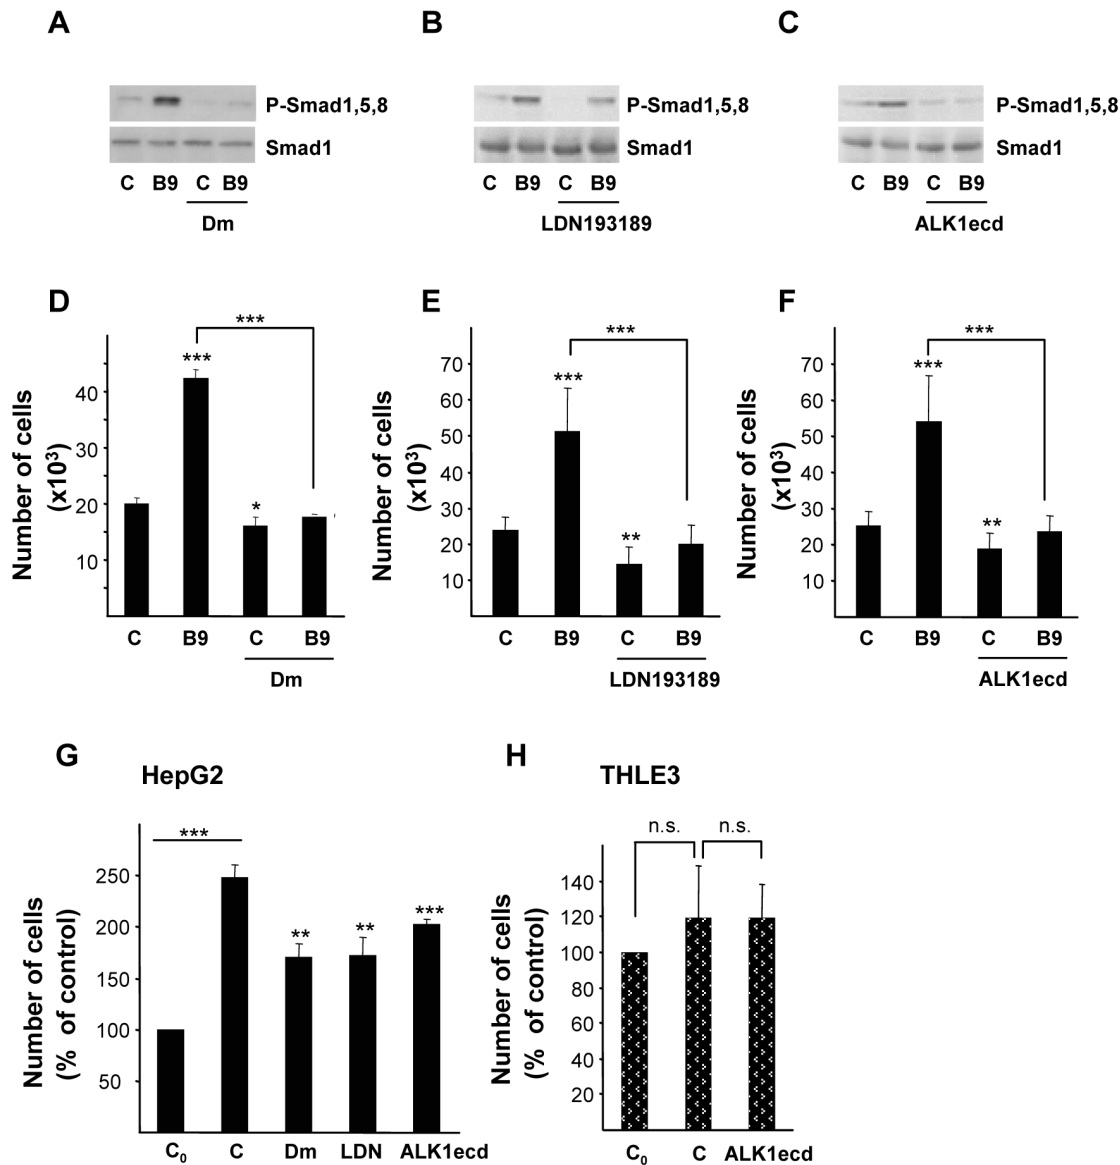 A
B
C
P-Smad1,5,8
P-Smad1,5,8
P-Smad1,5,8
Smad1
Smad1
Smad1
C B9 C B9
C B9 C B9
C B9 C B9
Dm
LDN193189
ALK1ecd
D
E
F
***
***
***
***
***
***
*
**
**
Number of cells
(x10³)
40
30
20
10
Number of cells
(x10³)
70
60
50
40
30
20
10
Number of cells
(x10³)
70
60
50
40
30
20
10
C B9 C B9
C B9 C B9
C B9 C B9
Dm
LDN193189
ALK1ecd
G
HepG2
***
**
**
***
Number of cells
(% of control)
250
200
150
100
50
C₀ C Dm LDN ALK1ecd
H
THLE3
n.s.
n.s.
Number of cells
(% of control)
140
120
100
80
60
40
20
C₀ C ALK1ecd